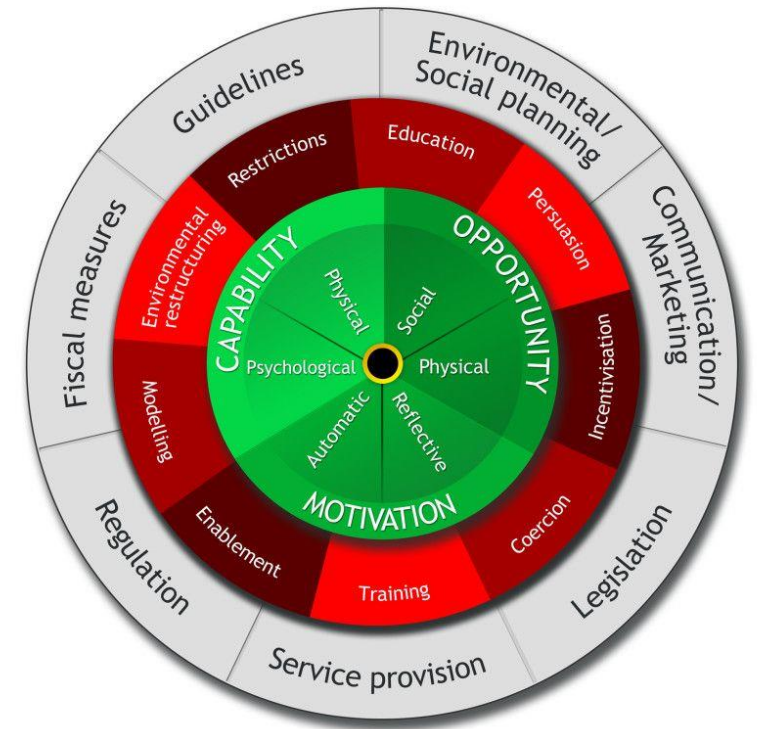 Guidelines
Environmental/
Social planning
Communication/
Marketing
Legislation
Service provision
Regulation
Fiscal measures
Restrictions
Education
Persuasion
Incentivisation
Coercion
Training
Enablement
Modelling
Environmental
restructuring
CAPABILITY
OPPORTUNITY
MOTIVATION
Physical
Social
Psychological
Physical
Automatic
Reflective